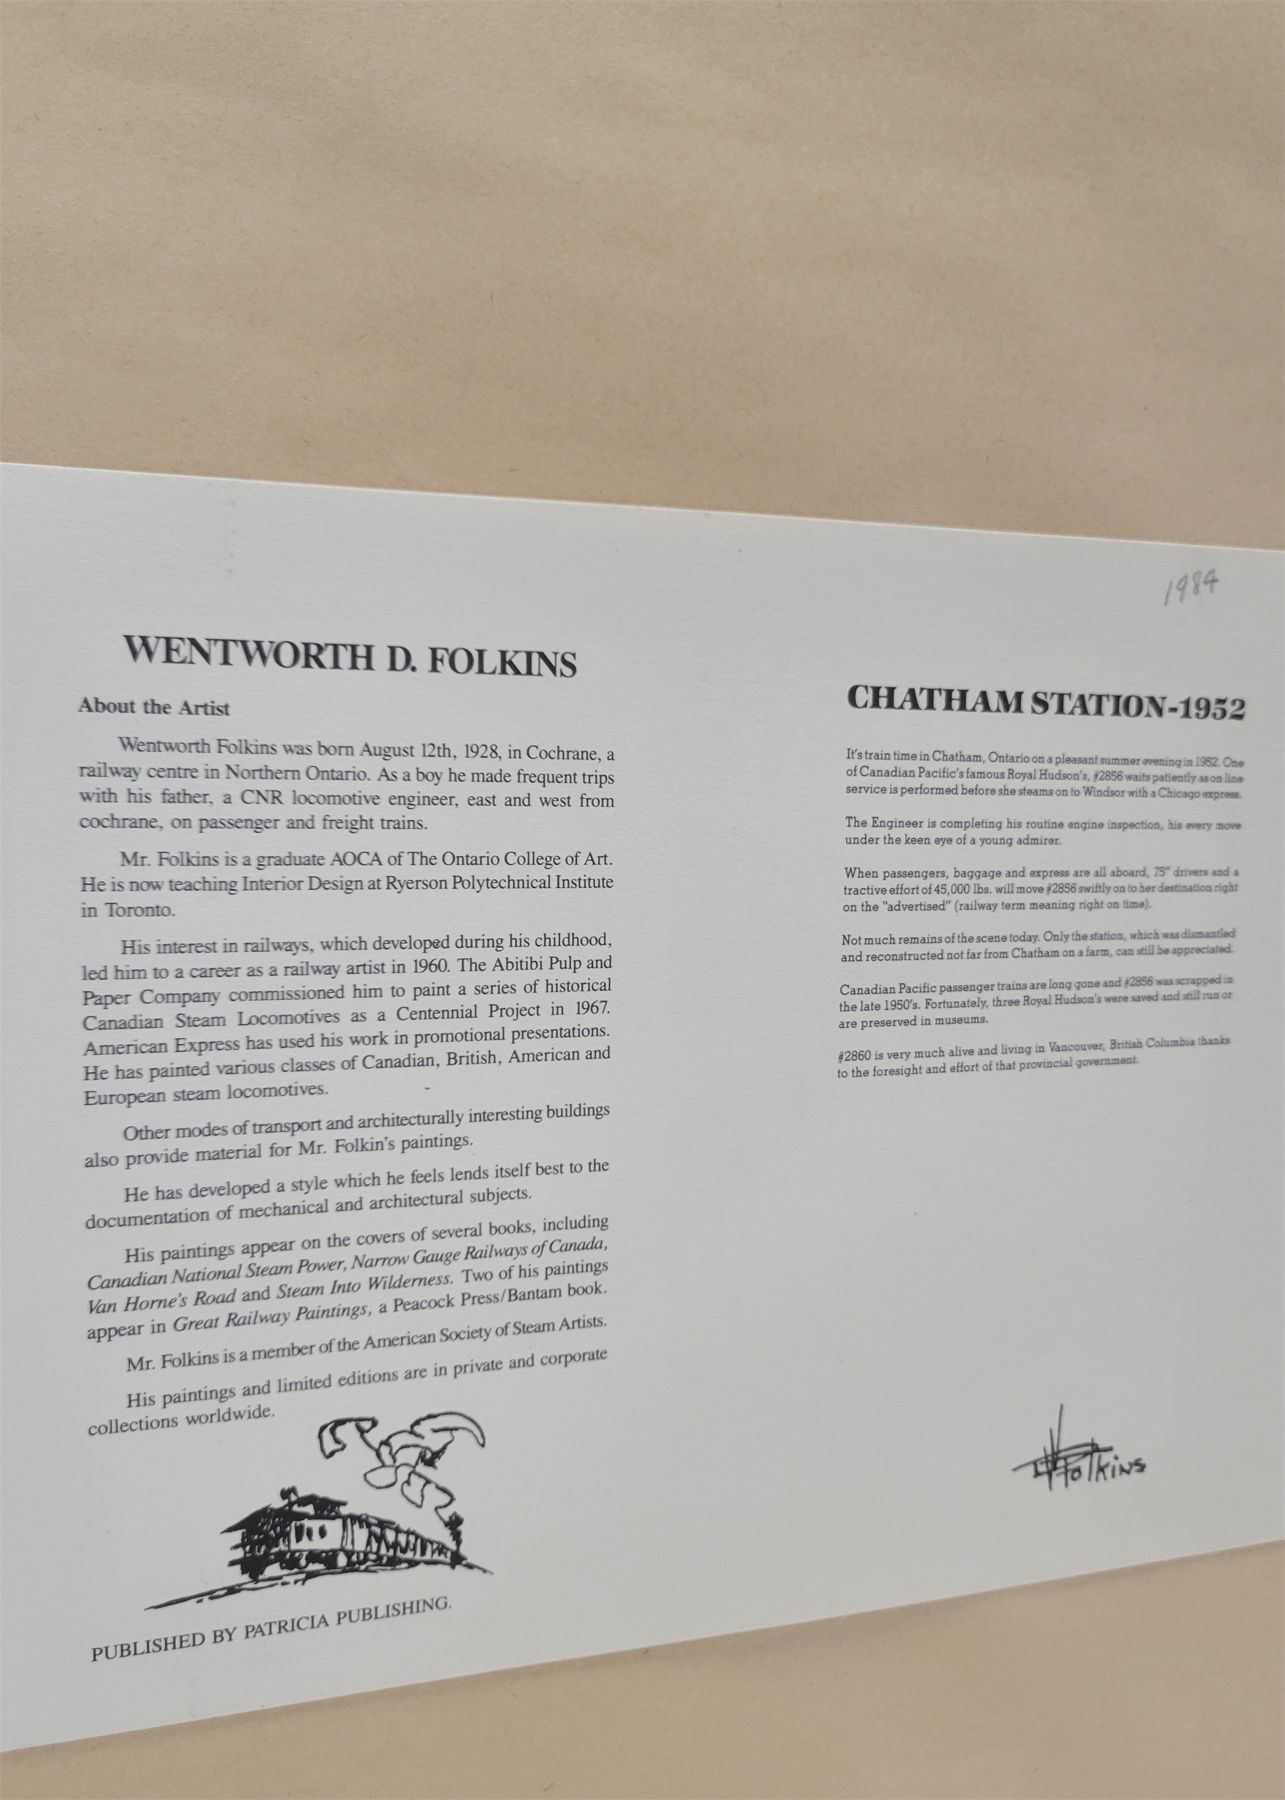 WENTWORTH D. FOLKINS
About the Artist
Wentworth Folkins was born August 12th, 1928, in Cochrane, a
railway centre in Northern Ontario. As a boy he made frequent trips
with his father, a CNR locomotive engineer, east and west from
cochrane, on passenger and freight trains.
Mr. Folkins is a graduate AOCA of The Ontario College of Art.
He is now teaching Interior Design at Ryerson Polytechnical Institute
in Toronto.
His interest in railways, which developed during his childhood,
led him to a career as a railway artist in 1960. The Abitibi Pulp and
Paper Company commissioned him to paint a series of historical
Canadian Steam Locomotives as a Centennial Project in 1967.
American Express has used his work in promotional presentations.
He has painted various classes of Canadian, British, American and
European steam locomotives.
Other modes of transport and architecturally interesting buildings
also provide material for Mr. Folkin's paintings.
He has developed a style which he feels lends itself best to the
documentation of mechanical and architectural subjects.
His paintings appear on the covers of several books, including
Canadian National Steam Power, Narrow Gauge Railways of Canada,
Van Horne's Road and Steam Into Wilderness. Two of his paintings
appear in Great Railway Paintings, a Peacock Press/Bantam book.
Mr. Folkins is a member of the American Society of Steam Artists.
His paintings and limited editions are in private and corporate
collections worldwide.
PUBLISHED BY PATRICIA PUBLISHING.
1984
CHATHAM STATION-1952
It's train time in Chatham, Ontario on a pleasant summer evening in 1952. One
of Canadian Pacific's famous Royal Hudson's, #2856 waits patiently as on line
service is performed before she steams on to Windsor with a Chicago express.
The Engineer is completing his routine engine inspection, his every move
under the keen eye of a young admirer.
When passengers, baggage and express are all aboard, 75" drivers and a
tractive effort of 45,000 lbs. will move #2856 swiftly on to her destination right
on the "advertised" (railway term meaning right on time).
Not much remains of the scene today. Only the station, which was dismantled
and reconstructed not far from Chatham on a farm, can still be appreciated.
Canadian Pacific passenger trains are long gone and #2856 was scrapped in
the late 1950's. Fortunately, three Royal Hudson's were saved and still run or
are preserved in museums.
#2860 is very much alive and living in Vancouver, British Columbia thanks
to the foresight and effort of that provincial government.
WFolkins